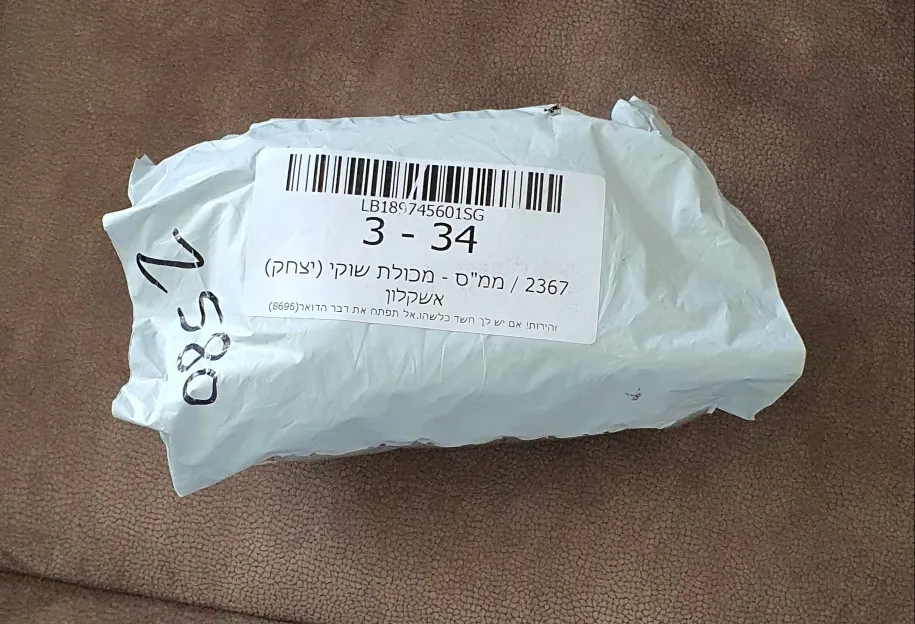 LB189745601SG
3 - 34
2367 / ממ"ס - מכולת שוקי (יצחק)
אשקלון
זהירות! אם יש לך חשד כלשהו.אל תפתח את דבר הדואר(8696)
2580